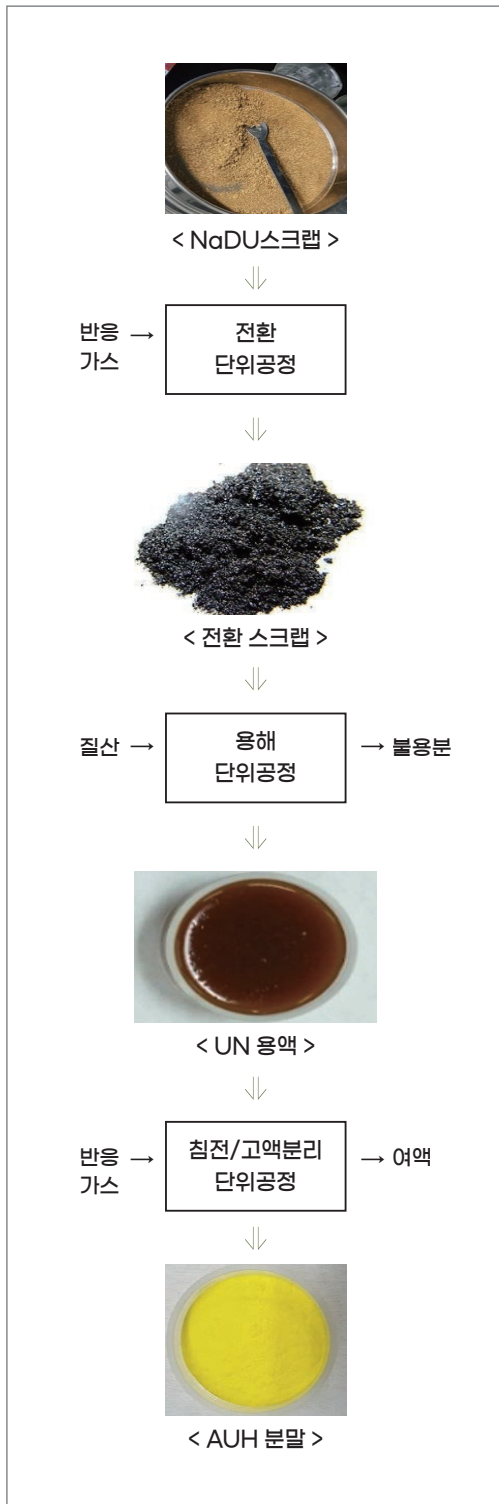 < NaDU스크랩 >
반응 → 전환
가스 단위공정
< 전환 스크랩 >
질산 → 용해 → 불용분
단위공정
< UN 용액 >
반응 → 침전/고액분리 → 여액
가스 단위공정
< AUH 분말 >